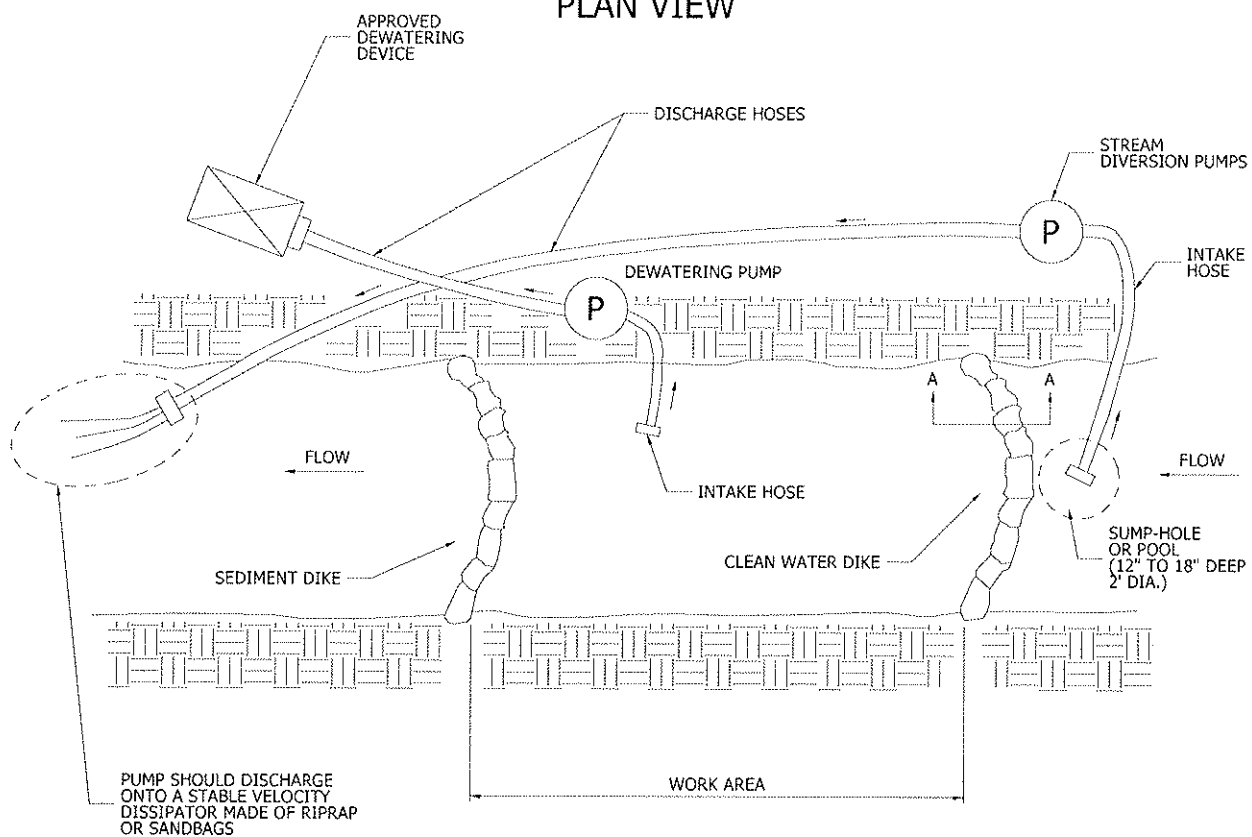 PLAN VIEW
APPROVED
DEWATERING
DEVICE
DISCHARGE HOSES
STREAM
DIVERSION PUMPS
P
INTAKE
HOSE
DEWATERING PUMP
P
A
A
FLOW
INTAKE HOSE
FLOW
SEDIMENT DIKE
CLEAN WATER DIKE
SUMP-HOLE
OR POOL
(12" TO 18" DEEP
2' DIA.)
WORK AREA
PUMP SHOULD DISCHARGE
ONTO A STABLE VELOCITY
DISSIPATOR MADE OF RIPRAP
OR SANDBAGS